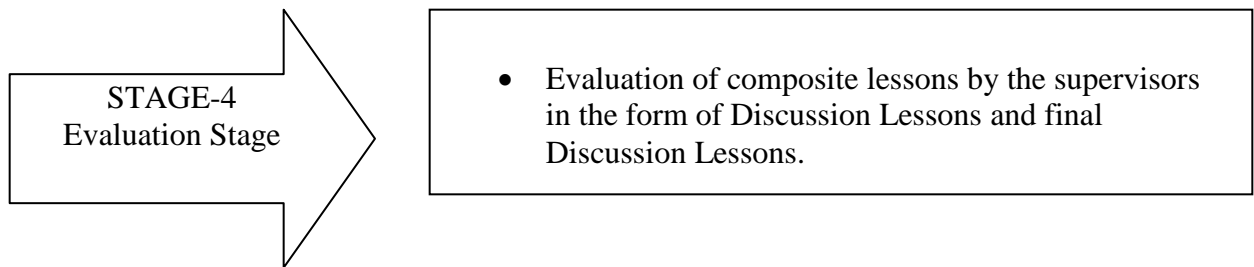 STAGE-4
Evaluation Stage
• Evaluation of composite lessons by the supervisors
in the form of Discussion Lessons and final
Discussion Lessons.